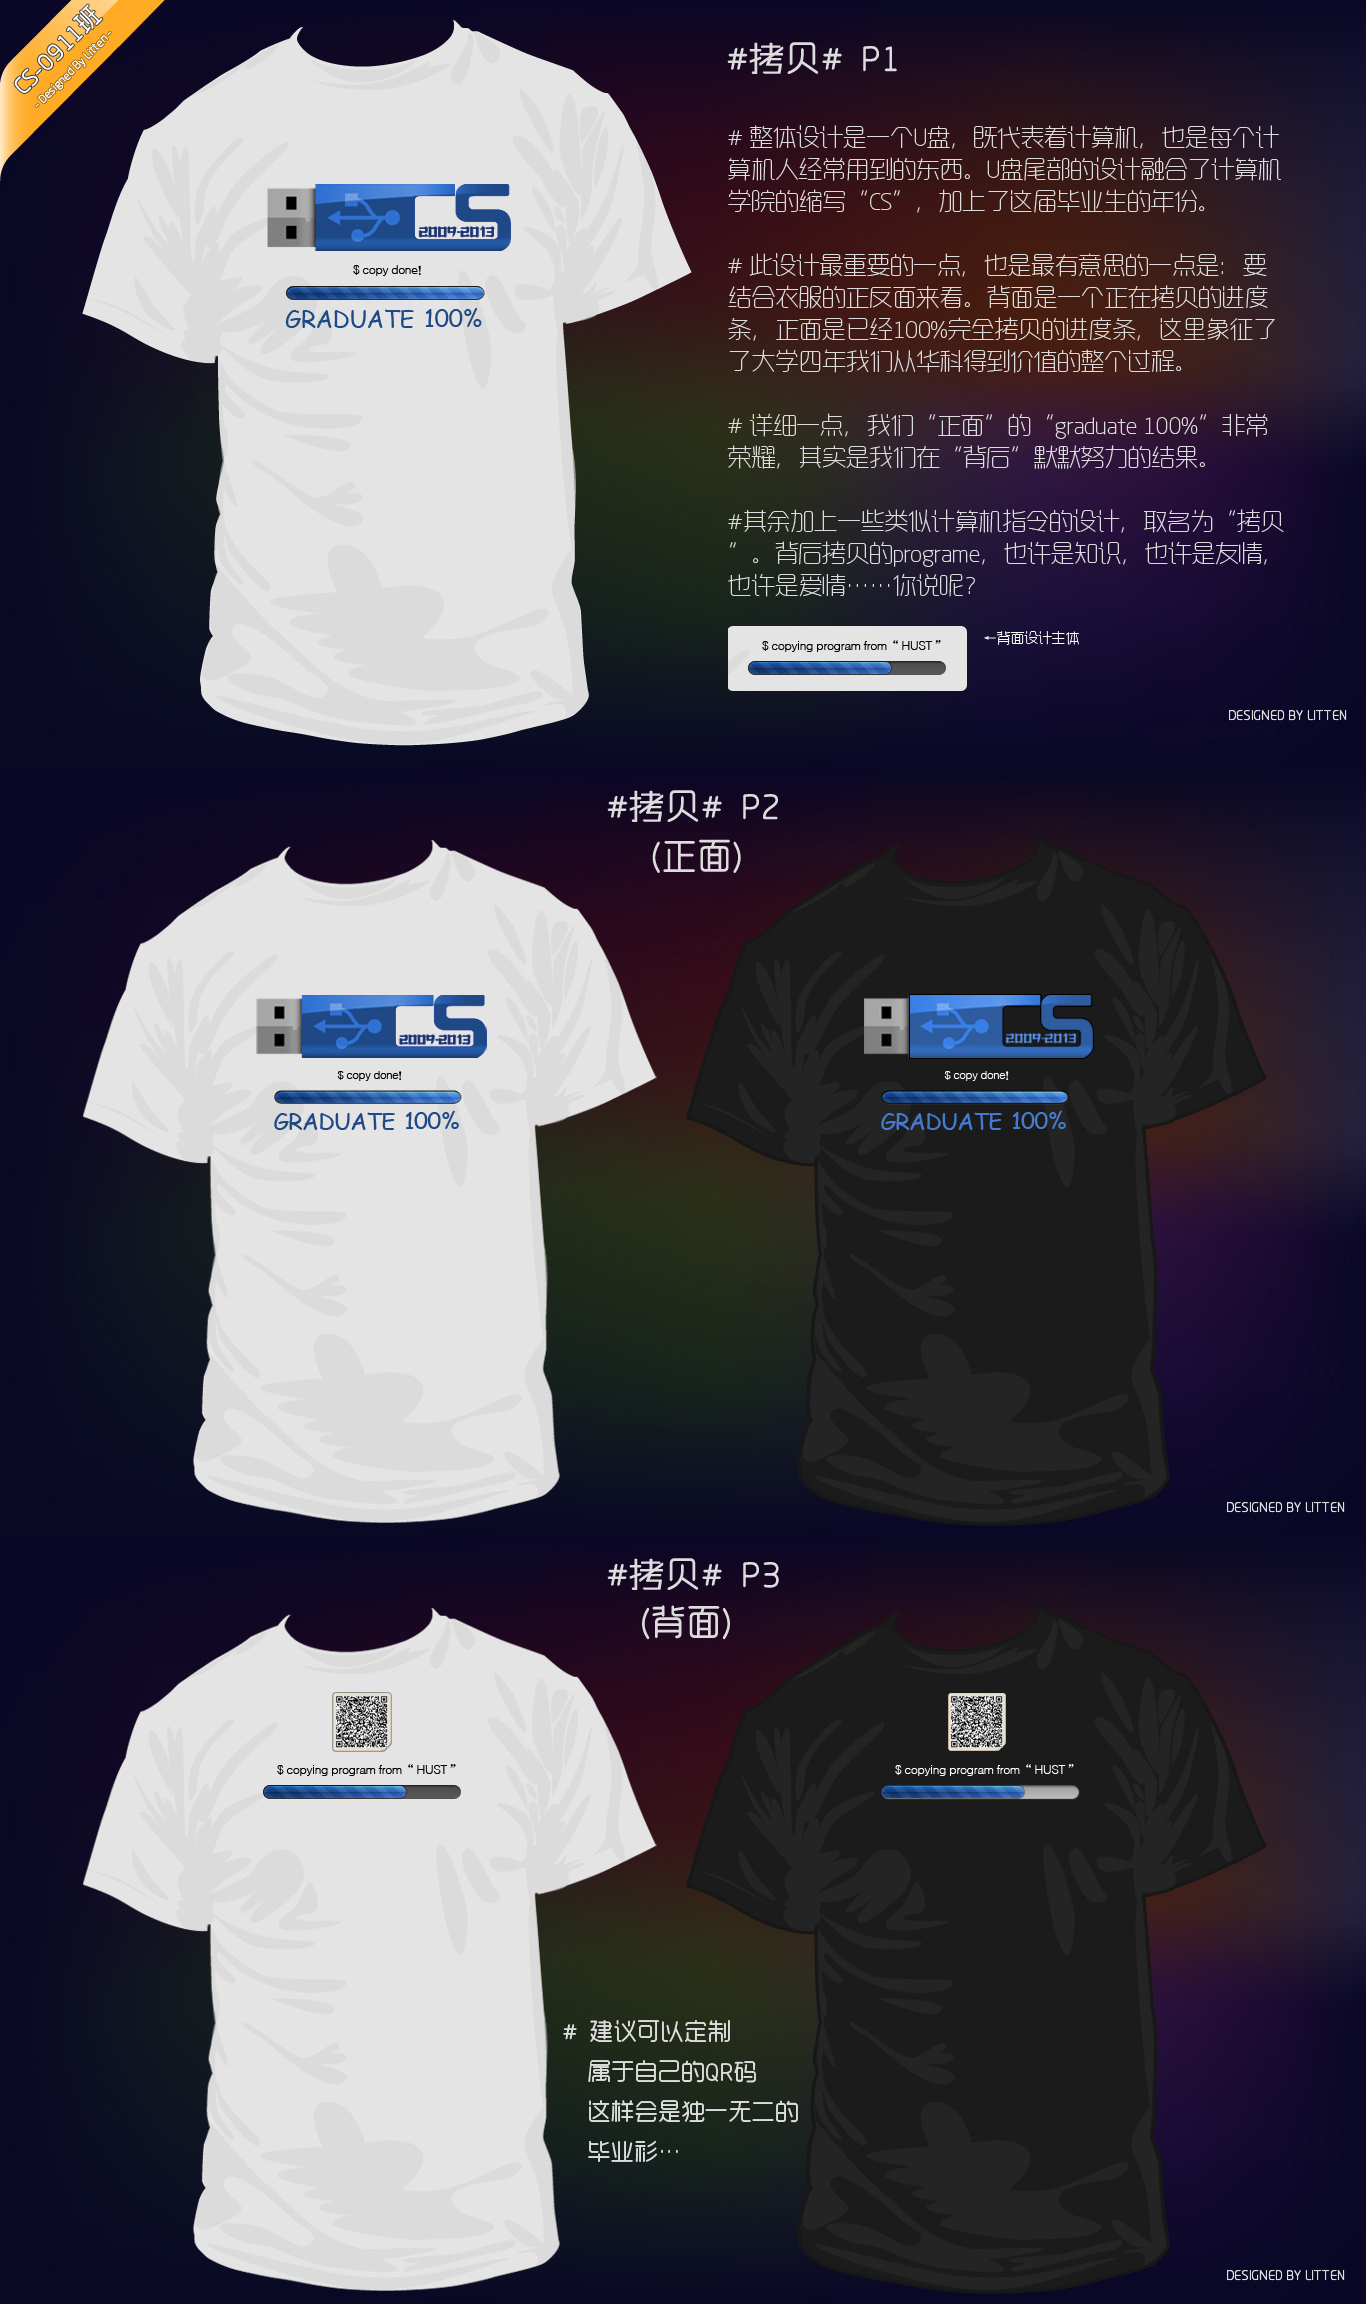 CS-0911班
- Designed By Litten -
#拷贝# P1
# 整体设计是一个U盘，既代表着计算机，也是每个计
算机人经常用到的东西。U盘尾部的设计融合了计算机
学院的缩写“CS”，加上了这届毕业生的年份。
# 此设计最重要的一点，也是最有意思的一点是：要
结合衣服的正反面来看。背面是一个正在拷贝的进度
条，正面是已经100%完全拷贝的进度条，这里象征了
了大学四年我们从华科得到价值的整个过程。
# 详细一点，我们“正面”的“graduate 100%”非常
荣耀，其实是我们在“背后”默默努力的结果。
#其余加上一些类似计算机指令的设计，取名为“拷贝
”。背后拷贝的programe，也许是知识，也许是友情，
也许是爱情……你说呢?
CS
2009-2013
$ copy done!
GRADUATE 100%
$ copying program from “ HUST ”
←背面设计主体
DESIGNED BY LITTEN
#拷贝# P2
(正面)
CS
2009-2013
$ copy done!
GRADUATE 100%
CS
2009-2013
$ copy done!
GRADUATE 100%
DESIGNED BY LITTEN
#拷贝# P3
(背面)
$ copying program from “ HUST ”
$ copying program from “ HUST ”
# 建议可以定制
属于自己的QR码
这样会是独一无二的
毕业衫…
DESIGNED BY LITTEN